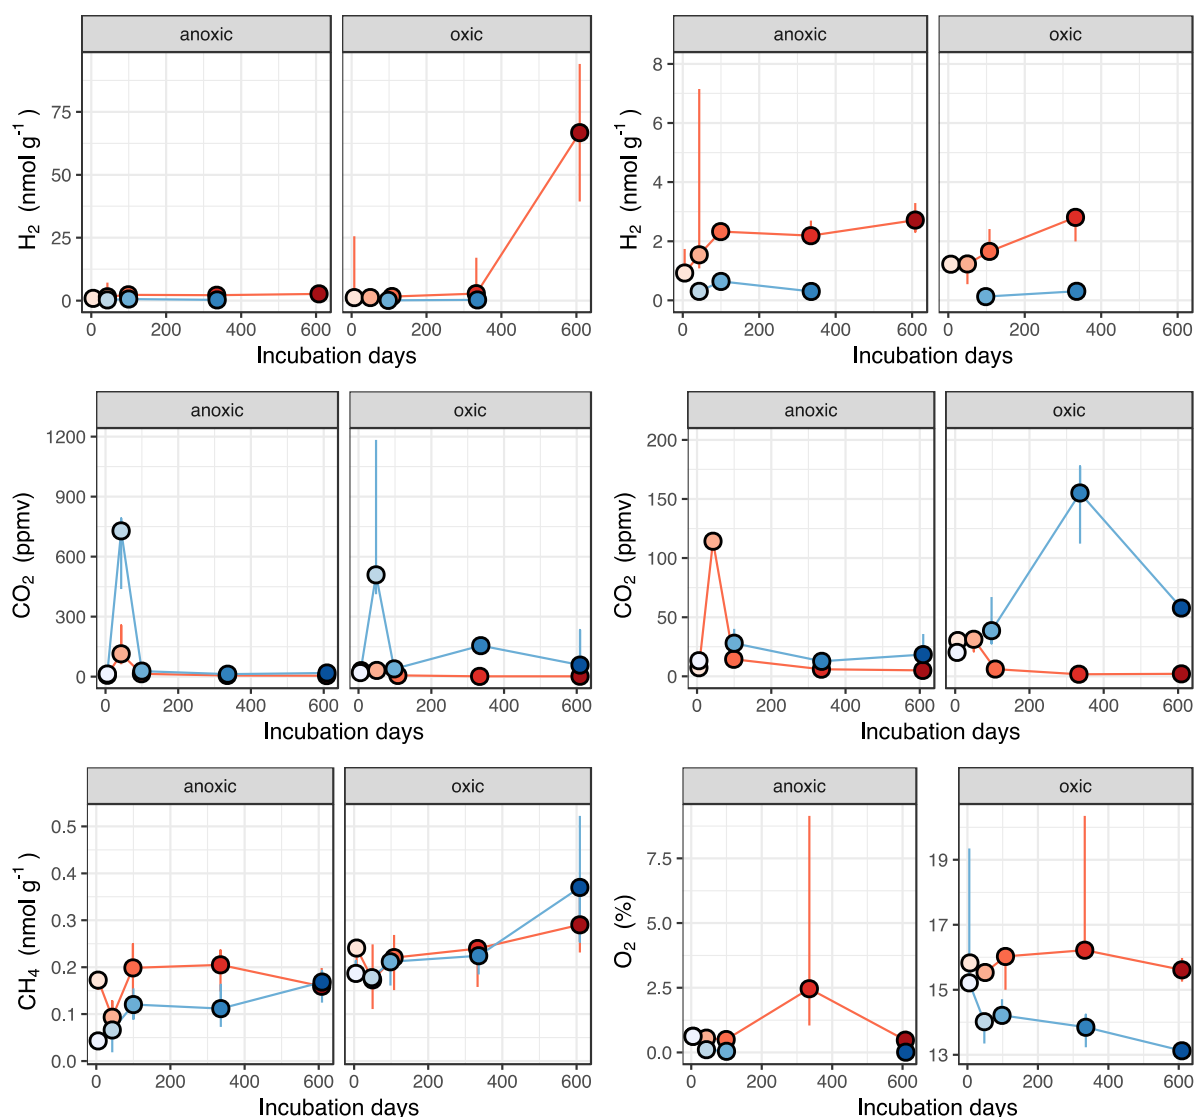 anoxic oxic anoxic oxic
H₂ (nmol g⁻¹)
75
50
25
0
0 200 400 600 0 200 400 600
Incubation days
H₂ (nmol g⁻¹)
8
6
4
2
0
0 200 400 600 0 200 400 600
Incubation days
anoxic oxic anoxic oxic
CO₂ (ppmv)
1200
900
600
300
0
0 200 400 600 0 200 400 600
Incubation days
CO₂ (ppmv)
200
150
100
50
0
0 200 400 600 0 200 400 600
Incubation days
anoxic oxic anoxic oxic
CH₄ (nmol g⁻¹)
0.5
0.4
0.3
0.2
0.1
0.0
0 200 400 600 0 200 400 600
Incubation days
O₂ (%)
7.5
5.0
2.5
0.0
19
17
15
13
0 200 400 600 0 200 400 600
Incubation days